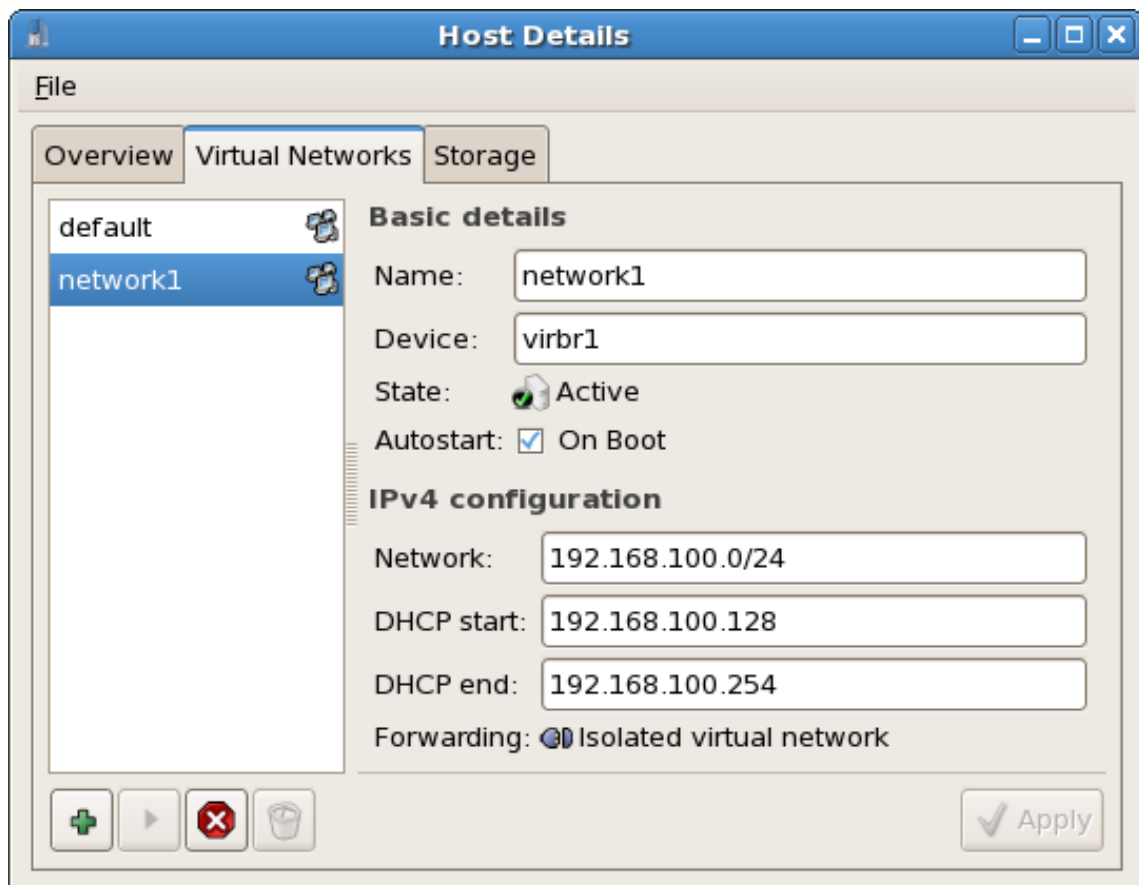 Host Details
File
Overview Virtual Networks Storage
default
network1
Basic details
Name: network1
Device: virbr1
State: Active
Autostart: On Boot
IPv4 configuration
Network: 192.168.100.0/24
DHCP start: 192.168.100.128
DHCP end: 192.168.100.254
Forwarding: Isolated virtual network
Apply